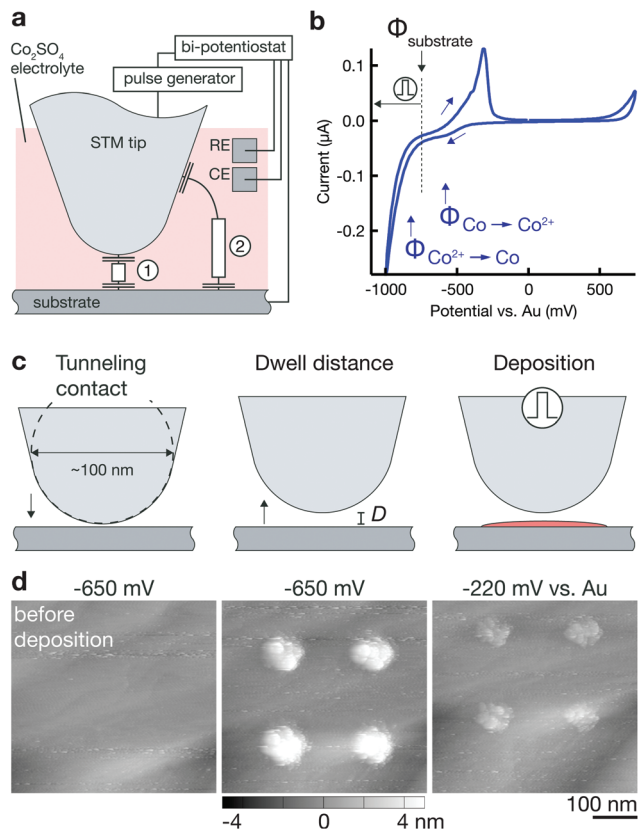 a
Co₂SO₄
electrolyte
bi-potentiostat
pulse generator
STM tip
RE
CE
1
2
substrate
b
Φsubstrate
0.1
0.0
-0.1
-0.2
Current (µA)
Φ Co → Co²⁺
Φ Co²⁺ → Co
-1000
-500
0
500
Potential vs. Au (mV)
c
Tunneling
contact
~100 nm
Dwell distance
D
Deposition
d
-650 mV
before
deposition
-650 mV
-220 mV vs. Au
-4
0
4 nm
100 nm